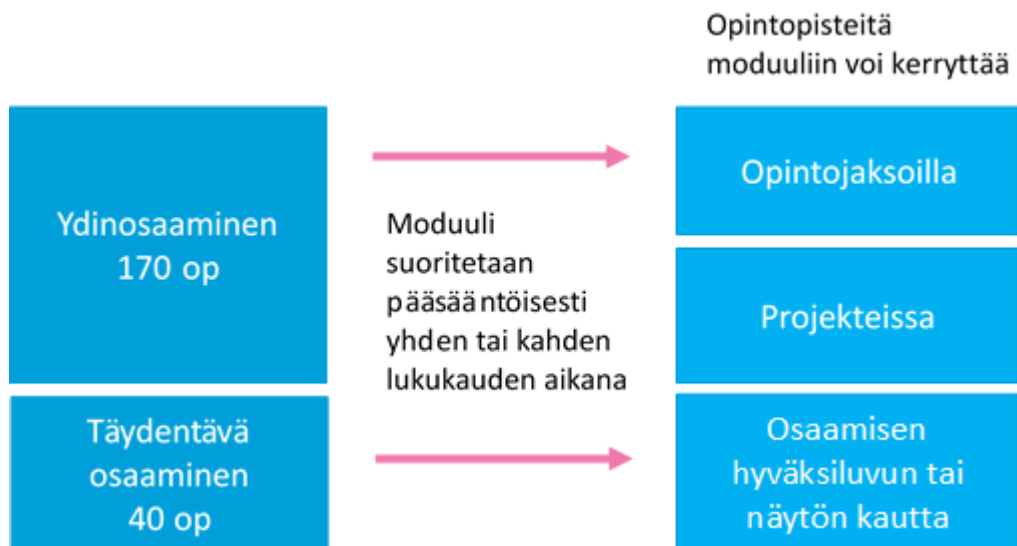 Opintopisteitä
moduuliin voi kerryttää
Ydinosaaminen
170 op
Täydentävä
osaaminen
40 op
Moduuli
suoritetaan
pääsääntöisesti
yhden tai kahden
lukukauden aikana
Opintojaksoilla
Projekteissa
Osaamisen
hyväksiluvun tai
näytön kautta